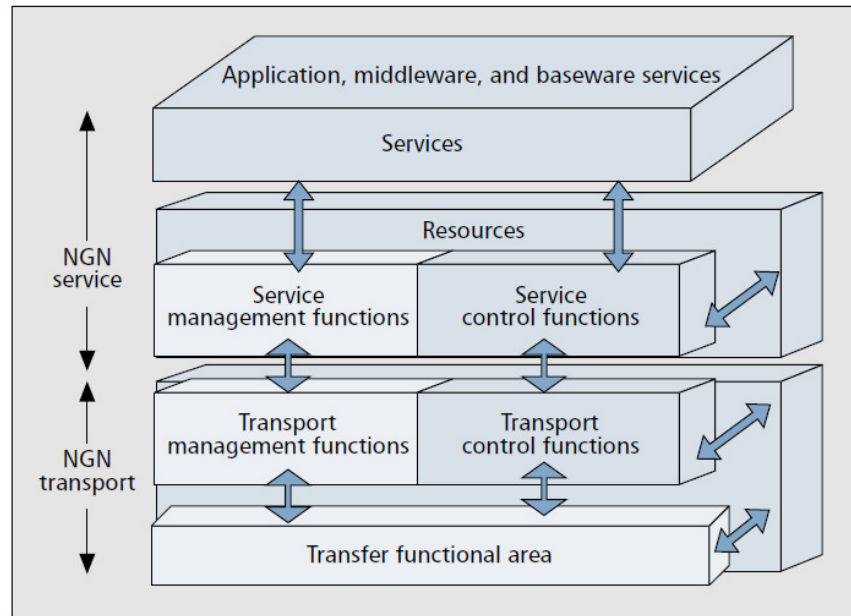 Application, middleware, and baseware services
Services
Resources
NGN
service
Service
management functions
Service
control functions
NGN
transport
Transport
management functions
Transport
control functions
Transfer functional area